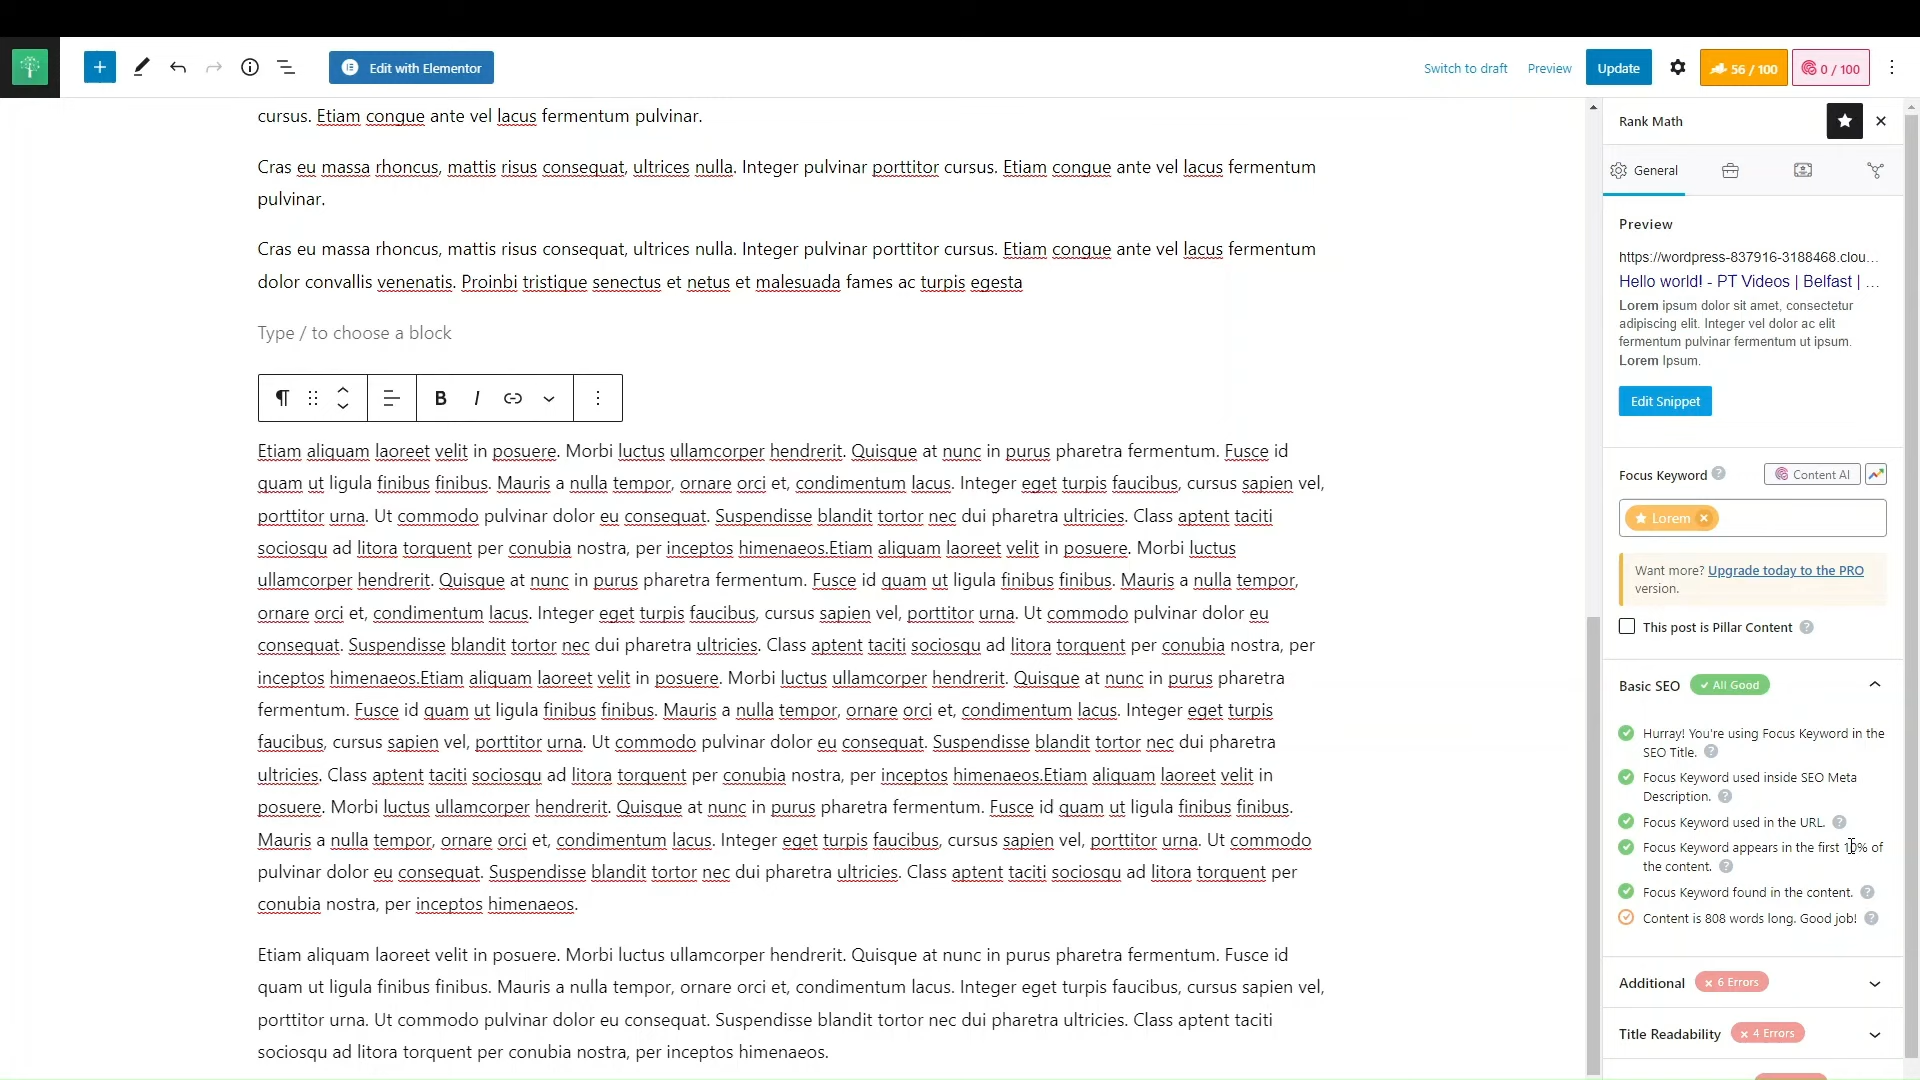 Edit with Elementor
Switch to draft
Preview
Update
56 / 100
0 / 100
cursus. Etiam congue ante vel lacus fermentum pulvinar.
Cras eu massa rhoncus, mattis risus consequat, ultrices nulla. Integer pulvinar porttitor cursus. Etiam congue ante vel lacus fermentum
pulvinar.
Cras eu massa rhoncus, mattis risus consequat, ultrices nulla. Integer pulvinar porttitor cursus. Etiam congue ante vel lacus fermentum
dolor convallis venenatis. Proinbi tristique senectus et netus et malesuada fames ac turpis egesta
Type / to choose a block
B I
Etiam aliquam laoreet velit in posuere. Morbi luctus ullamcorper hendrerit. Quisque at nunc in purus pharetra fermentum. Fusce id
quam ut ligula finibus finibus. Mauris a nulla tempor, ornare orci et, condimentum lacus. Integer eget turpis faucibus, cursus sapien vel,
porttitor urna. Ut commodo pulvinar dolor eu consequat. Suspendisse blandit tortor nec dui pharetra ultricies. Class aptent taciti
sociosqu ad litora torquent per conubia nostra, per inceptos himenaeos.Etiam aliquam laoreet velit in posuere. Morbi luctus
ullamcorper hendrerit. Quisque at nunc in purus pharetra fermentum. Fusce id quam ut ligula finibus finibus. Mauris a nulla tempor,
ornare orci et, condimentum lacus. Integer eget turpis faucibus, cursus sapien vel, porttitor urna. Ut commodo pulvinar dolor eu
consequat. Suspendisse blandit tortor nec dui pharetra ultricies. Class aptent taciti sociosqu ad litora torquent per conubia nostra, per
inceptos himenaeos.Etiam aliquam laoreet velit in posuere. Morbi luctus ullamcorper hendrerit. Quisque at nunc in purus pharetra
fermentum. Fusce id quam ut ligula finibus finibus. Mauris a nulla tempor, ornare orci et, condimentum lacus. Integer eget turpis
faucibus, cursus sapien vel, porttitor urna. Ut commodo pulvinar dolor eu consequat. Suspendisse blandit tortor nec dui pharetra
ultricies. Class aptent taciti sociosqu ad litora torquent per conubia nostra, per inceptos himenaeos.Etiam aliquam laoreet velit in
posuere. Morbi luctus ullamcorper hendrerit. Quisque at nunc in purus pharetra fermentum. Fusce id quam ut ligula finibus finibus.
Mauris a nulla tempor, ornare orci et, condimentum lacus. Integer eget turpis faucibus, cursus sapien vel, porttitor urna. Ut commodo
pulvinar dolor eu consequat. Suspendisse blandit tortor nec dui pharetra ultricies. Class aptent taciti sociosqu ad litora torquent per
conubia nostra, per inceptos himenaeos.
Etiam aliquam laoreet velit in posuere. Morbi luctus ullamcorper hendrerit. Quisque at nunc in purus pharetra fermentum. Fusce id
quam ut ligula finibus finibus. Mauris a nulla tempor, ornare orci et, condimentum lacus. Integer eget turpis faucibus, cursus sapien vel,
porttitor urna. Ut commodo pulvinar dolor eu consequat. Suspendisse blandit tortor nec dui pharetra ultricies. Class aptent taciti
sociosqu ad litora torquent per conubia nostra, per inceptos himenaeos.
Rank Math
General
Preview
https://wordpress-837916-3188468.clou...
Hello world! - PT Videos | Belfast | ...
Lorem ipsum dolor sit amet, consectetur
adipiscing elit. Integer vel dolor ac elit
fermentum pulvinar fermentum ut ipsum.
Lorem Ipsum.
Edit Snippet
Focus Keyword
Content AI
Lorem
Want more? Upgrade today to the PRO
version.
This post is Pillar Content
Basic SEO
All Good
Hurray! You're using Focus Keyword in the
SEO Title.
Focus Keyword used inside SEO Meta
Description.
Focus Keyword used in the URL.
Focus Keyword appears in the first 10% of
the content.
Focus Keyword found in the content.
Content is 808 words long. Good job!
Additional
× 6 Errors
Title Readability
× 4 Errors